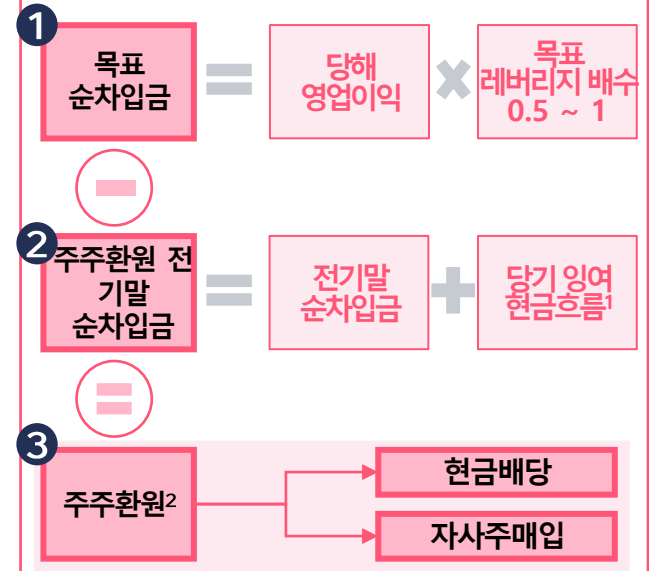 1
목표
순차입금
=
당해
영업이익
×
목표
레버리지 배수
0.5 ~ 1
−
2
주주환원 전
기말
순차입금
=
전기말
순차입금
+
당기 잉여
현금흐름1
=
3
주주환원2
현금배당
자사주매입